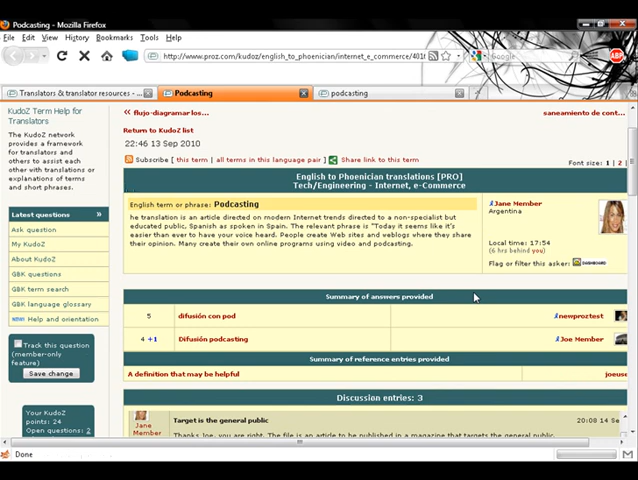 Podcasting - Mozilla Firefox
File Edit View History Bookmarks Tools Help
http://www.proz.com/kudoz/english_to_phoenician/internet_e_commerce/401
Google
ABP
Translators & translator resources - ...
Podcasting
podcasting
KudoZ Term Help for Translators
The KudoZ network
provides a framework
for translators and
others to assist each
other with translations
or explanations of
terms and short phrases.
Latest questions »
Ask question
My KudoZ
About KudoZ
GBK questions
GBK term search
GBK language glossary
Help and orientation
Track this question
(member-only
feature)
Save change
Your KudoZ
points: 24
Open questions: 2
« flujo-diagramar los...
saneamiento de cont...
Return to KudoZ list
22:46 13 Sep 2010
Subscribe [ this term | all terms in this language pair ] Share link to this term
Font size: 1 | 2
English to Phoenician translations [PRO]
Tech/Engineering - Internet, e-Commerce
English term or phrase: Podcasting
he translation is an article directed on modern Internet trends directed to a non-specialist but
educated public, Spanish as spoken in Spain. The relevant phrase is "Today it seems like it's
easier than ever to have your voice heard. People create Web sites and weblogs where they share
their opinion. Many create their own online programs using video and podcasting.
Jane Member
Argentina
Local time: 17:54
(6 hrs behind you)
Flag or filter this asker: DASHBOARD
Summary of answers provided
5 difusión con pod newproztest
4 +1 Difusión podcasting Joe Member
Summary of reference entries provided
A definition that may be helpful joeuse
Discussion entries: 3
Jane
Member
Target is the general public 20:08 14 Se
Thanks Joe, you are right. The file is an article to be published in a magazine that targets the general public.
Done